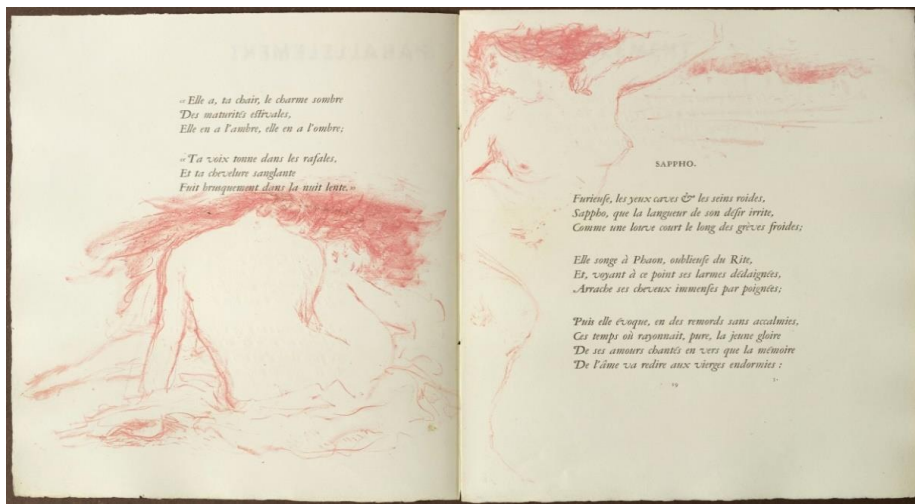 « Elle a, ta chair, le charme sombre
Des maturités estivales,
Elle en a l'ambre, elle en a l'ombre;
« Ta voix tonne dans les rafales,
Et ta chevelure sanglante
Fuit brusquement dans la nuit lente. »
SAPPHO.
Furieuse, les yeux caves & les seins roides,
Sappho, que la langueur de son désir irrite,
Comme une louve court le long des grèves froides;
Elle songe à Phaon, oublieuse du Rite,
Et, voyant à ce point ses larmes dédaignées,
Arrache ses cheveux immenses par poignées;
Puis elle évoque, en des remords sans accalmies,
Ces temps où rayonnait, pure, la jeune gloire
De ses amours chantés en vers que la mémoire
De l'âme va redire aux vierges endormies :
19